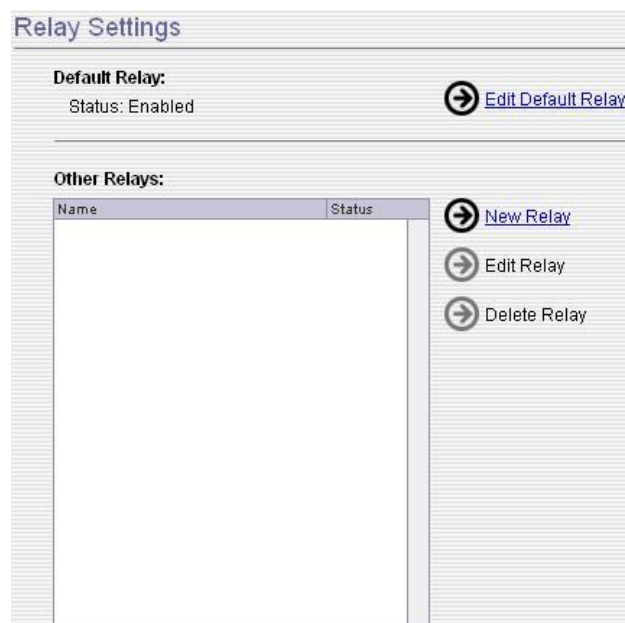 Relay Settings
Default Relay:
Status: Enabled
Edit Default Relay
Other Relays:
Name Status
New Relay
Edit Relay
Delete Relay